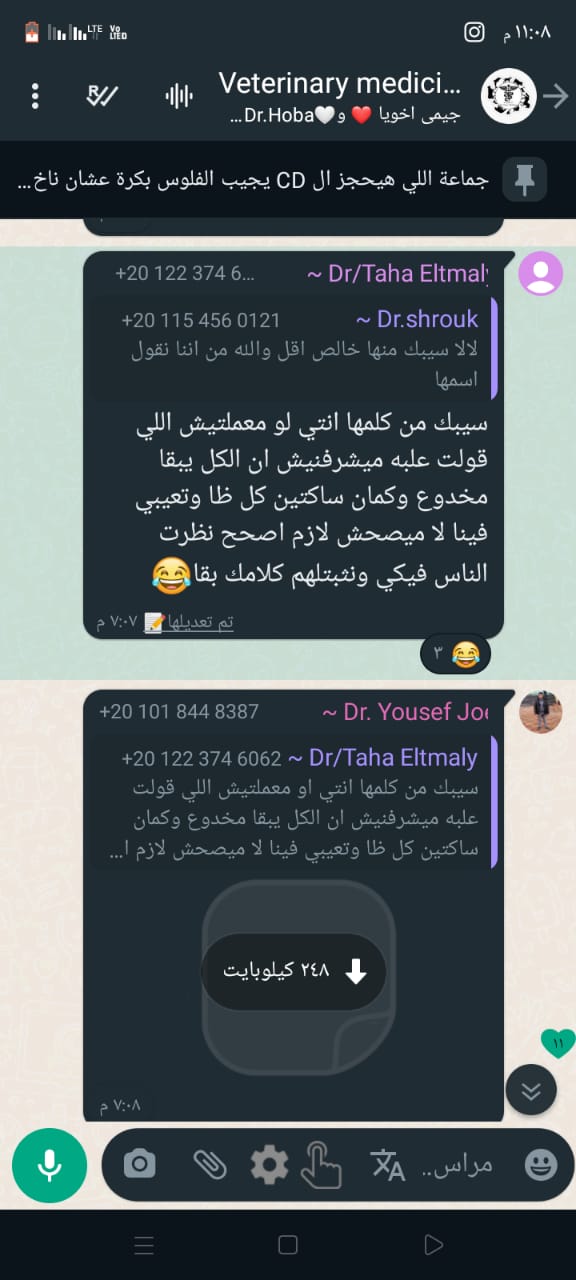 ١١:٠٨ م
LTE
Vo LTED
Veterinary medici...
جيمى اخويا ❤️ و🤍Dr.Hoba...
جماعة اللي هيحجز ال CD يجيب الفلوس بكرة عشان ناخ...
+20 122 374 6... ~ Dr/Taha Eltmaly
+20 115 456 0121 ~ Dr.shrouk
لالا سيبك منها خالص اقل والله من اننا نقول
اسمها
سيبك من كلمها انتي لو معملتيش اللي
قولت علبه ميشرفنيش ان الكل يبقا
مخدوع وكمان ساكتين كل ظا وتعيبي
فينا لا ميصحش لازم اصحح نظرت
الناس فيكي ونثبتلهم كلامك بقا😂
تم تعديلها📝 ٧:٠٧ م
😂 ٣
+20 101 844 8387 ~ Dr. Yousef Joe
+20 122 374 6062 ~ Dr/Taha Eltmaly
سيبك من كلمها انتي او معملتيش اللي قولت
علبه ميشرفنيش ان الكل يبقا مخدوع وكمان
ساكتين كل ظا وتعيبي فينا لا ميصحش لازم ا...
٢٤٨ كيلوبايت
١١
٧:٠٨ م
مراس..